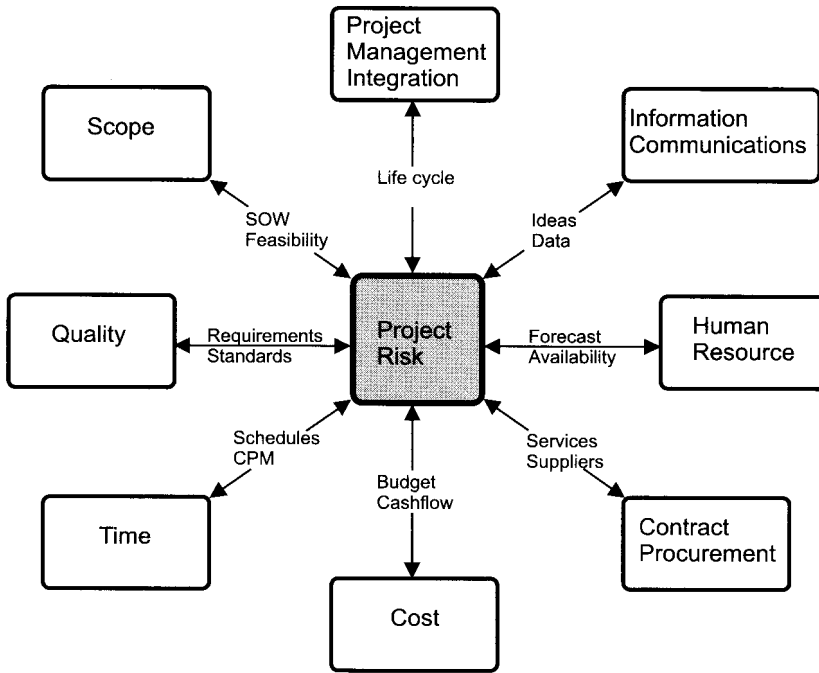 Project
Management
Integration
Scope
Information
Communications
Life cycle
SOW
Feasibility
Ideas
Data
Quality
Requirements
Standards
Project
Risk
Forecast
Availability
Human
Resource
Schedules
CPM
Budget
Cashflow
Services
Suppliers
Time
Cost
Contract
Procurement